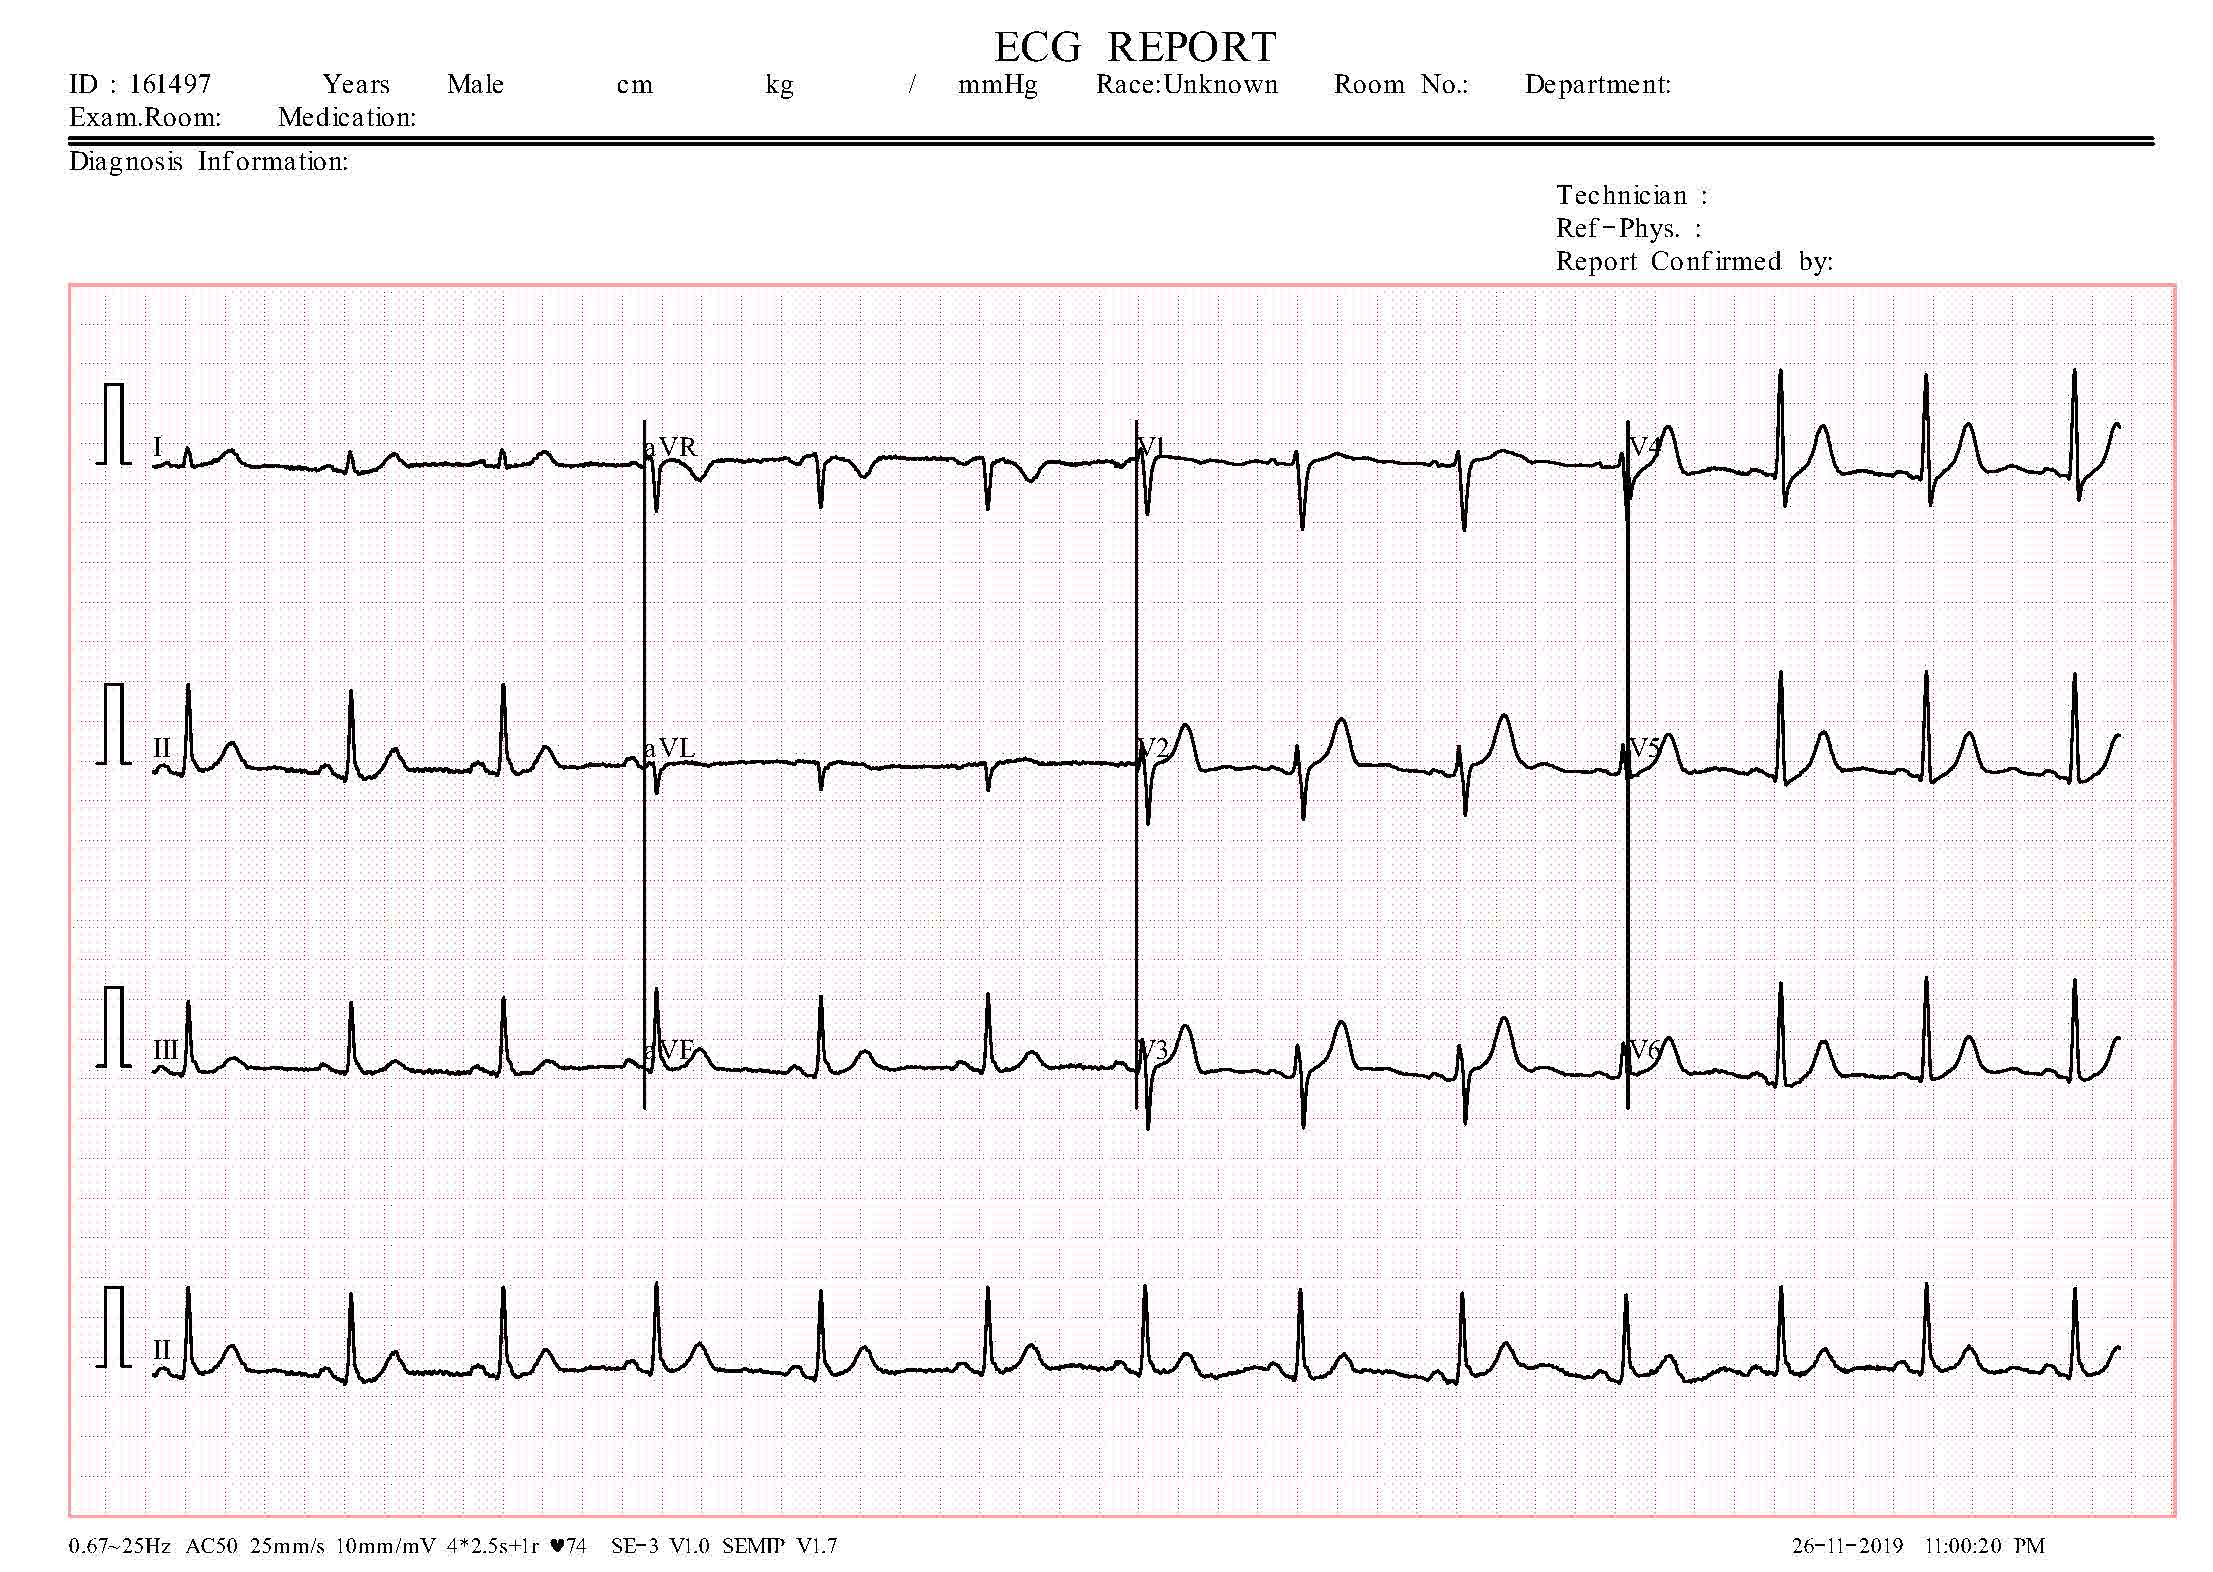 ECG REPORT
ID : 161497 Years Male cm kg / mmHg Race:Unknown Room No.: Department:
Exam.Room: Medication:
Diagnosis Information:
Technician :
Ref-Phys. :
Report Confirmed by:
I aVR V1 V4
II aVL V2 V5
III aVF V3 V6
II
0.67~25Hz AC50 25mm/s 10mm/mV 4*2.5s+1r ♥74 SE-3 V1.0 SEMIP V1.7
26-11-2019 11:00:20 PM